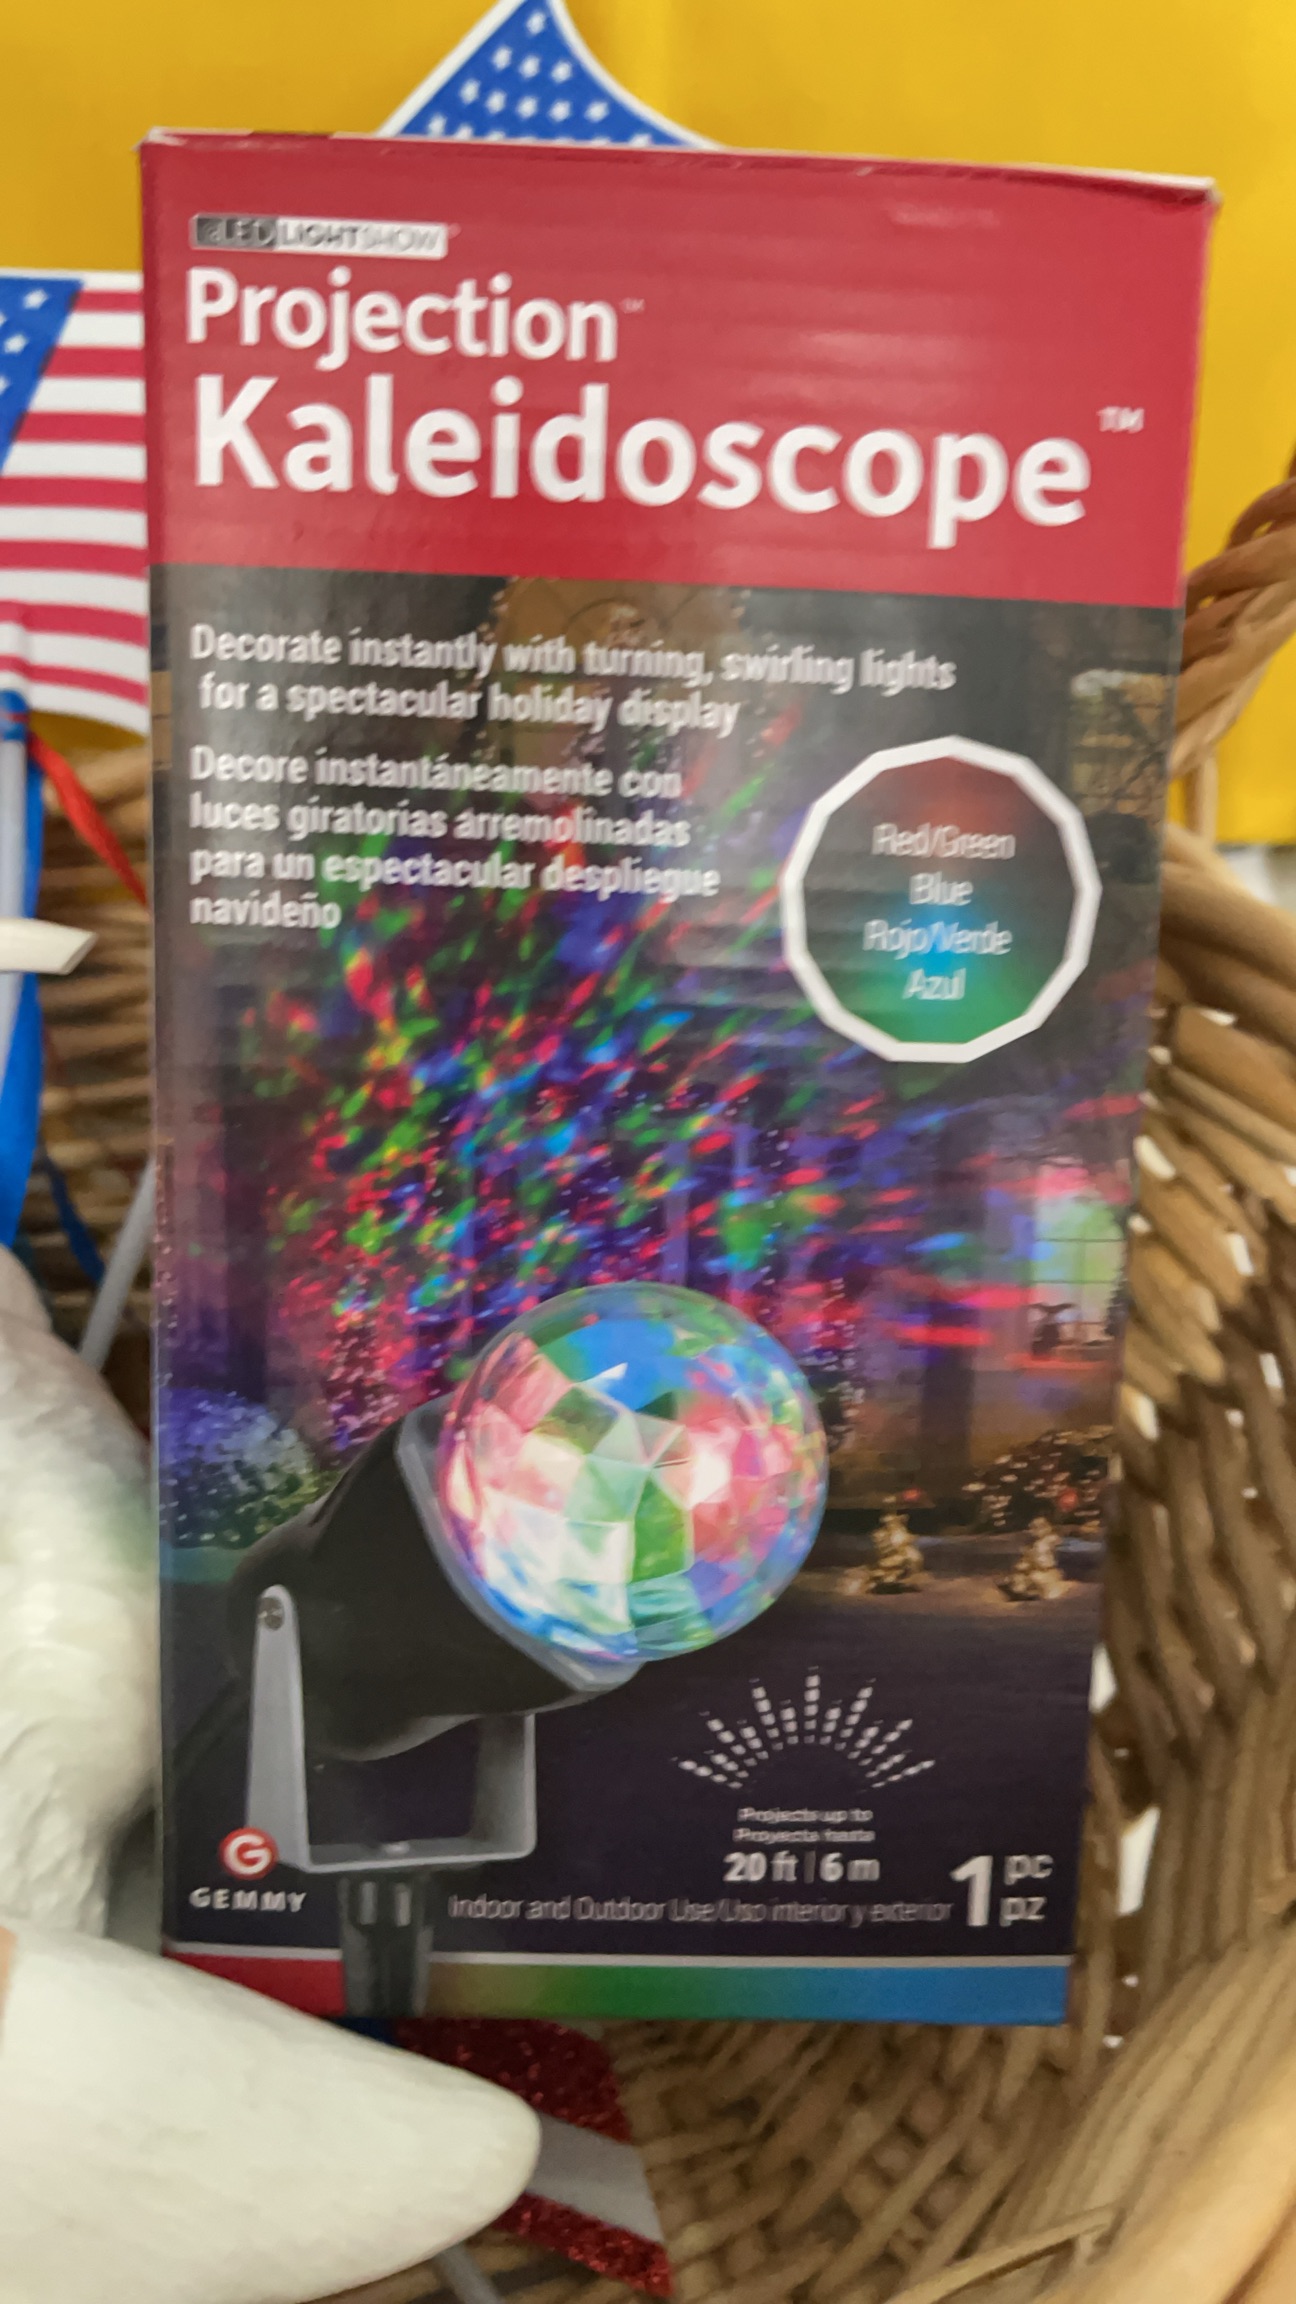 LED LIGHTSHOW
Projection™
Kaleidoscope™
Decorate instantly with turning, swirling lights
for a spectacular holiday display
Decore instantáneamente con
luces giratorias arremolinadas
para un espectacular despliegue
navideño
Red/Green
Blue
Rojo/Verde
Azul
Projects up to
Proyecta hasta
20 ft | 6 m
Indoor and Outdoor Use/Uso interior y exterior
1 pc
pz
G
GEMMY